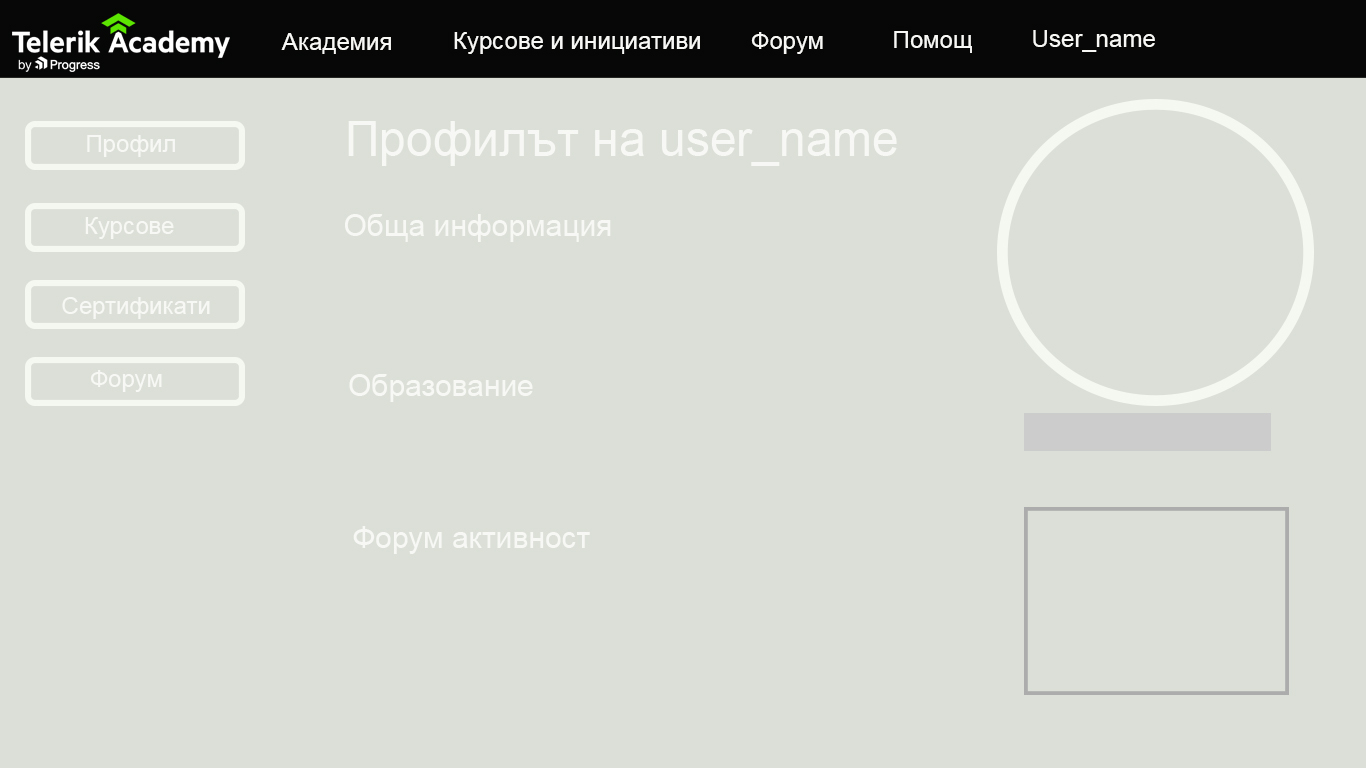 Telerik Academy
by Progress
Академия
Курсове и инициативи
Форум
Помощ
User_name
Профил
Курсове
Сертификати
Форум
Профилът на user_name
Обща информация
Образование
Форум активност